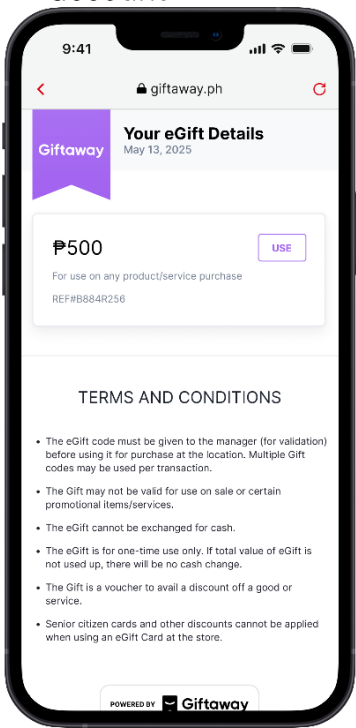 9:41
giftaway.ph
Giftaway
Your eGift Details
May 13, 2025
₱500
USE
For use on any product/service purchase
REF#B884R256
TERMS AND CONDITIONS
• The eGift code must be given to the manager (for validation)
before using it for purchase at the location. Multiple Gift
codes may be used per transaction.
• The Gift may not be valid for use on sale or certain
promotional items/services.
• The eGift cannot be exchanged for cash.
• The eGift is for one-time use only. If total value of eGift is
not used up, there will be no cash change.
• The Gift is a voucher to avail a discount off a good or
service.
• Senior citizen cards and other discounts cannot be applied
when using an eGift Card at the store.
POWERED BY Giftaway